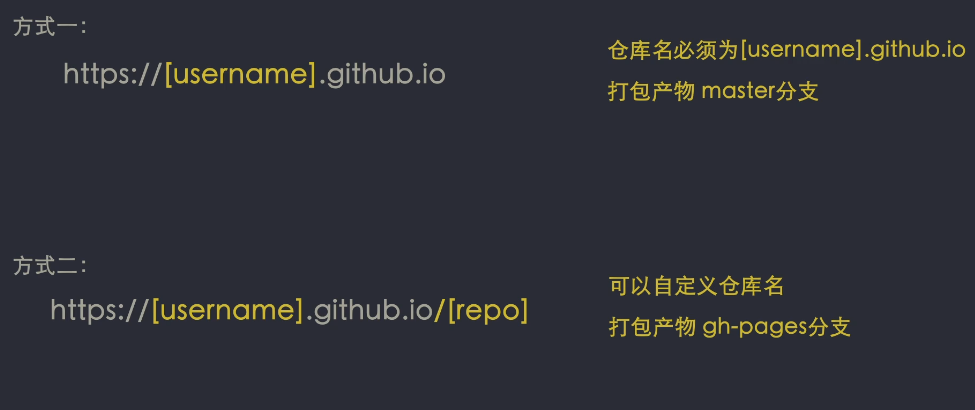 方式一：
https://[username].github.io
仓库名必须为[username].github.io
打包产物 master分支
方式二：
https://[username].github.io/[repo]
可以自定义仓库名
打包产物 gh-pages分支